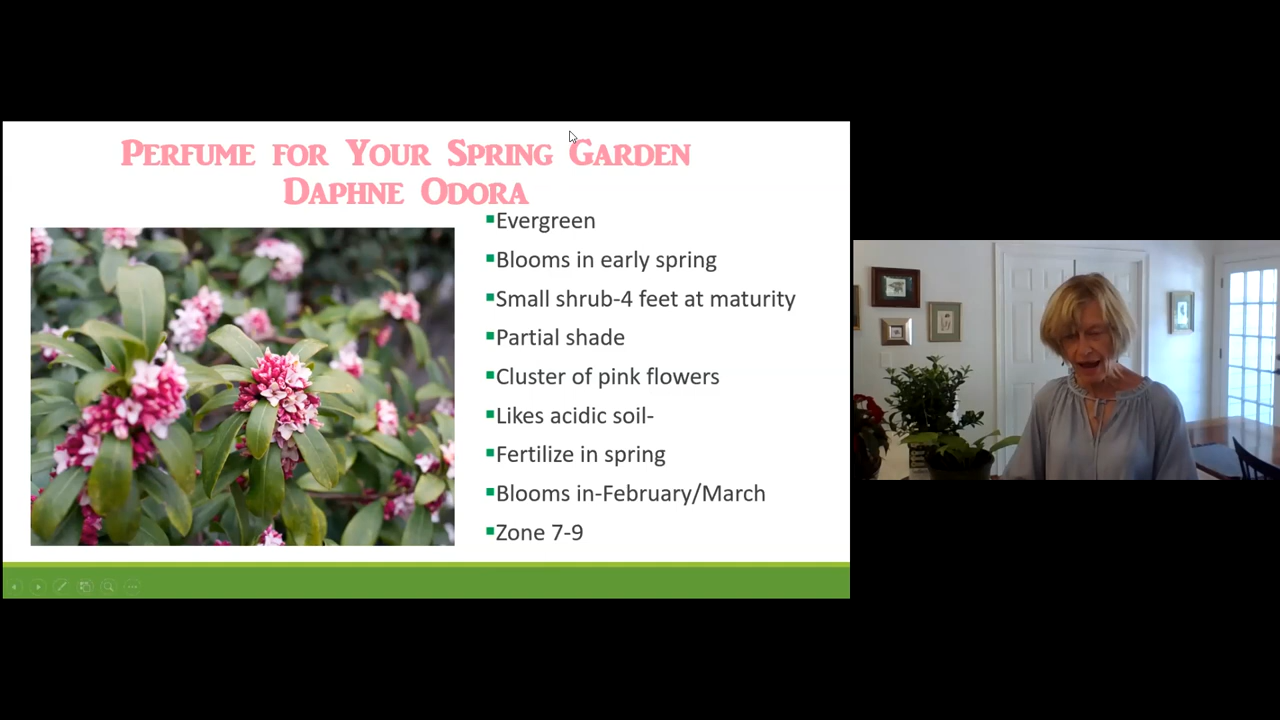 Perfume for Your Spring Garden
Daphne Odora
Evergreen
Blooms in early spring
Small shrub-4 feet at maturity
Partial shade
Cluster of pink flowers
Likes acidic soil-
Fertilize in spring
Blooms in-February/March
Zone 7-9